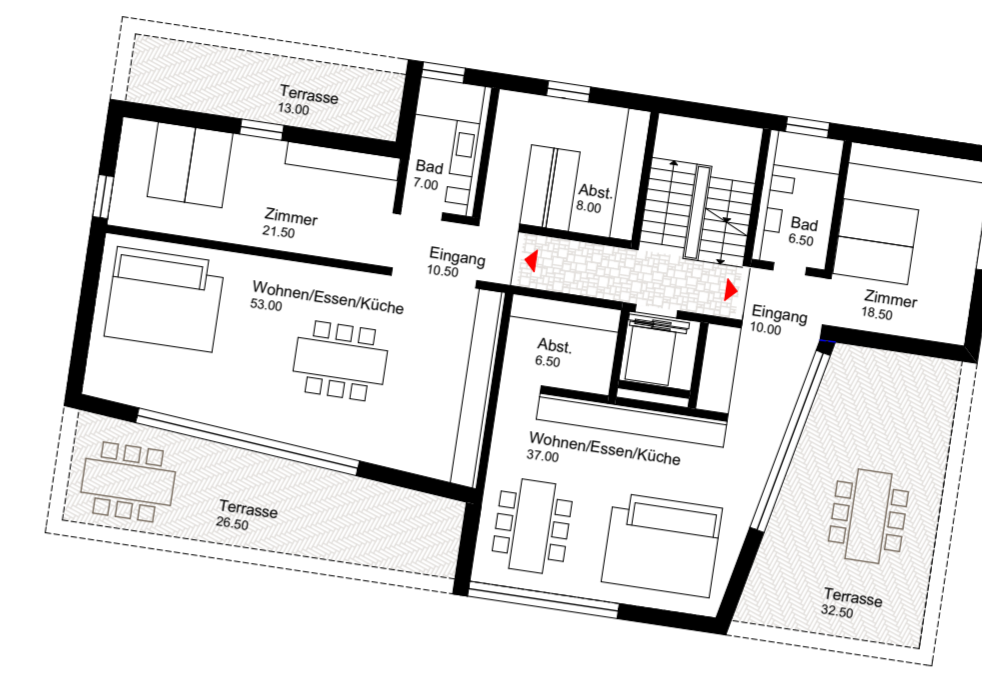 Terrasse
13.00
Bad
7.00
Abst.
8.00
Zimmer
21.50
Bad
6.50
Eingang
10.50
Zimmer
18.50
Wohnen/Essen/Küche
53.00
Eingang
10.00
Abst.
6.50
Wohnen/Essen/Küche
37.00
Terrasse
26.50
Terrasse
32.50